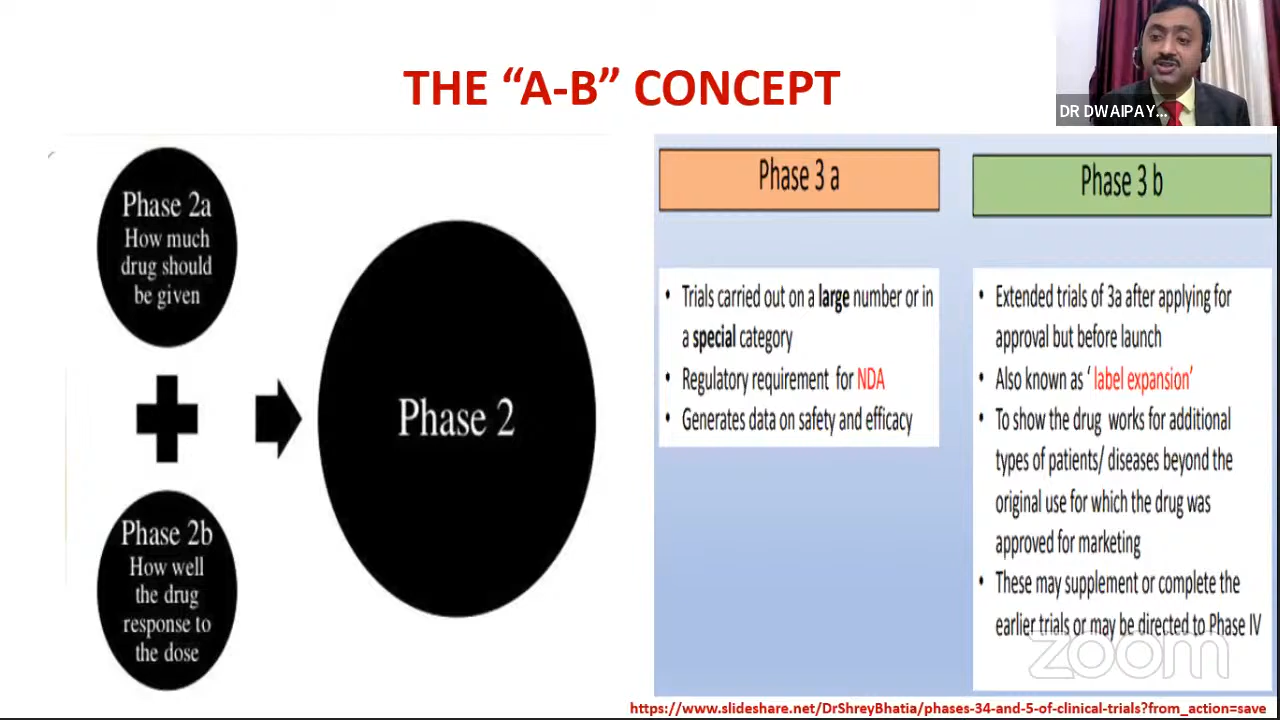 THE “A-B” CONCEPT
DR DWAIPAY...
Phase 2a
How much
drug should
be given
Phase 2b
How well
the drug
response to
the dose
Phase 2
Phase 3 a
• Trials carried out on a large number or in
a special category
• Regulatory requirement for NDA
• Generates data on safety and efficacy
Phase 3 b
• Extended trials of 3a after applying for
approval but before launch
• Also known as ‘ label expansion’
• To show the drug works for additional
types of patients/ diseases beyond the
original use for which the drug was
approved for marketing
• These may supplement or complete the
earlier trials or may be directed to Phase IV
zoom
https://www.slideshare.net/DrShreyBhatia/phases-34-and-5-of-clinical-trials?from_action=save